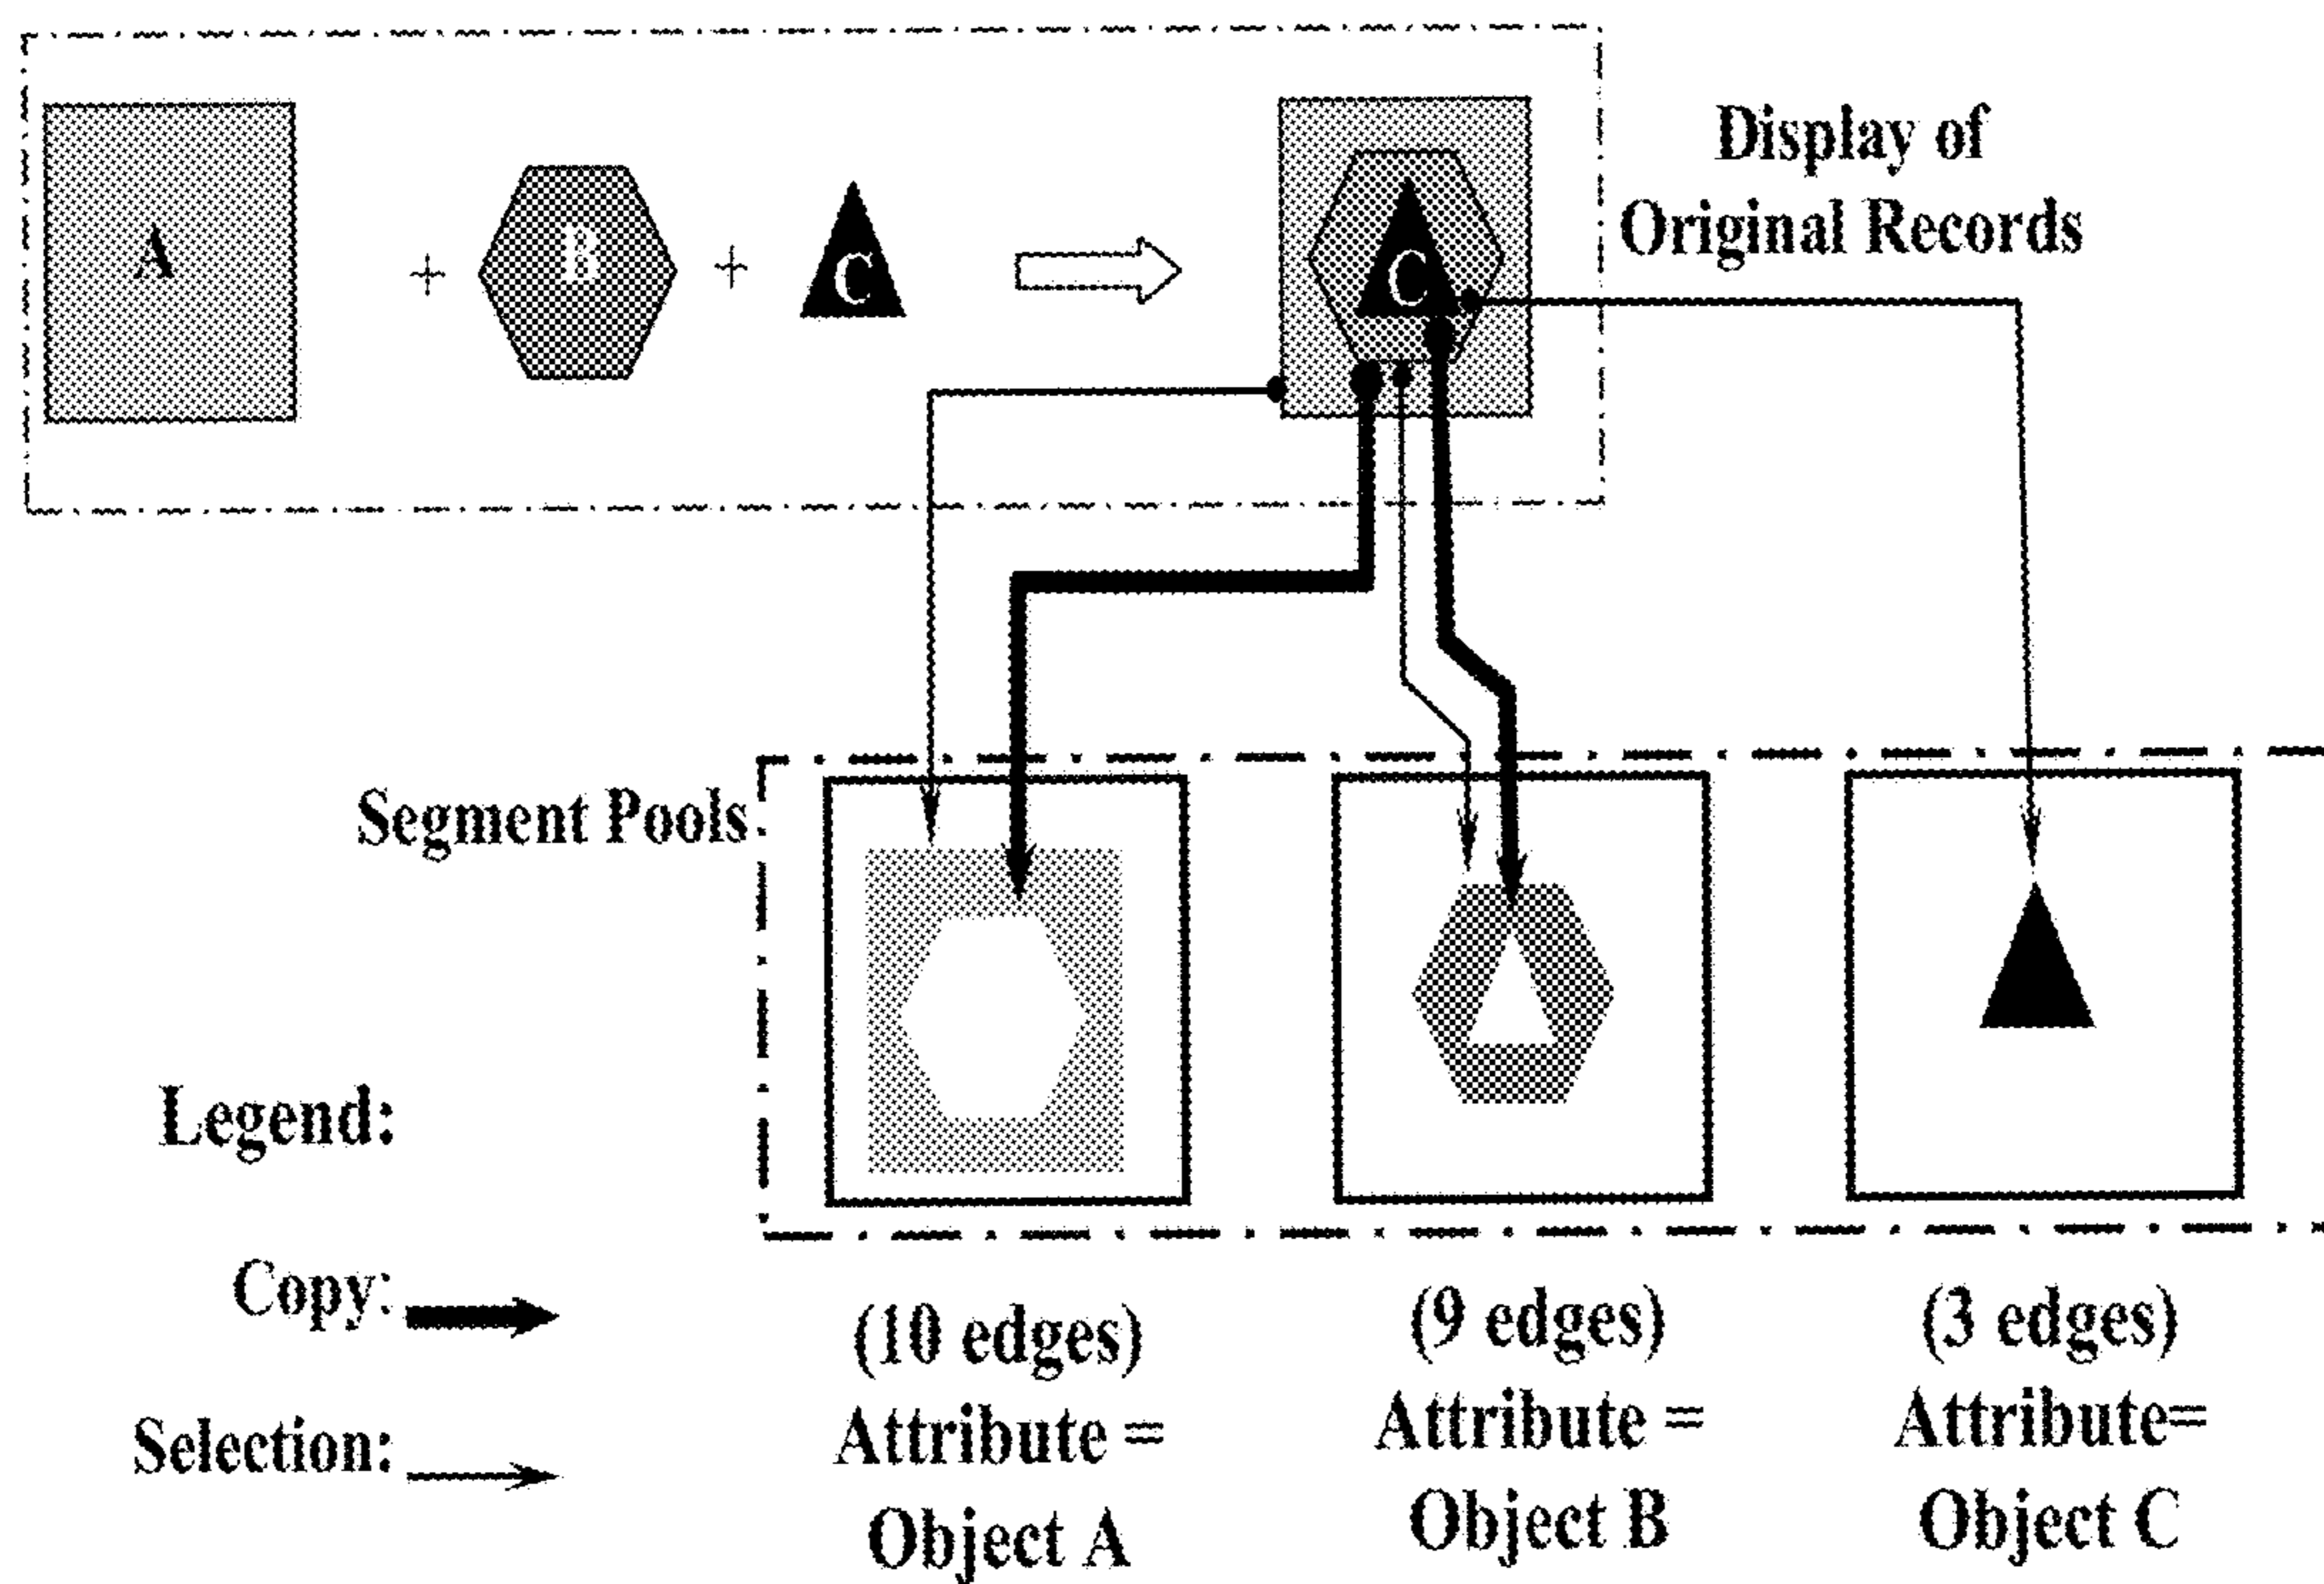 A
+
B
+
C
C
Display of
Original Records
Segment Pools
Legend:
Copy:
Selection:
(10 edges)
Attribute =
Object A
(9 edges)
Attribute =
Object B
(3 edges)
Attribute=
Object C